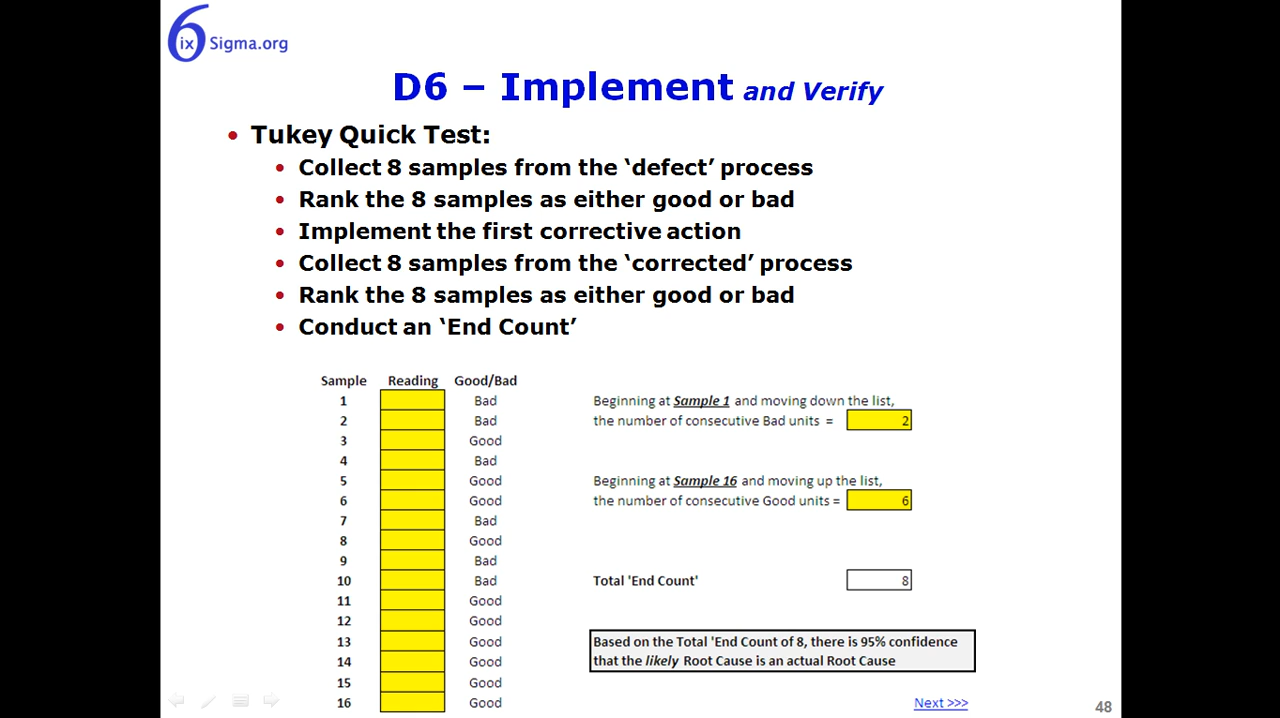 6ix Sigma.org
D6 – Implement and Verify
• Tukey Quick Test:
• Collect 8 samples from the ‘defect’ process
• Rank the 8 samples as either good or bad
• Implement the first corrective action
• Collect 8 samples from the ‘corrected’ process
• Rank the 8 samples as either good or bad
• Conduct an ‘End Count’
Sample Reading Good/Bad
1 Bad
2 Bad
3 Good
4 Bad
5 Good
6 Good
7 Bad
8 Good
9 Bad
10 Bad
11 Good
12 Good
13 Good
14 Good
15 Good
16 Good
Beginning at Sample 1 and moving down the list,
the number of consecutive Bad units = 2
Beginning at Sample 16 and moving up the list,
the number of consecutive Good units = 6
Total 'End Count' 8
Based on the Total 'End Count of 8, there is 95% confidence
that the likely Root Cause is an actual Root Cause
Next >>>
48